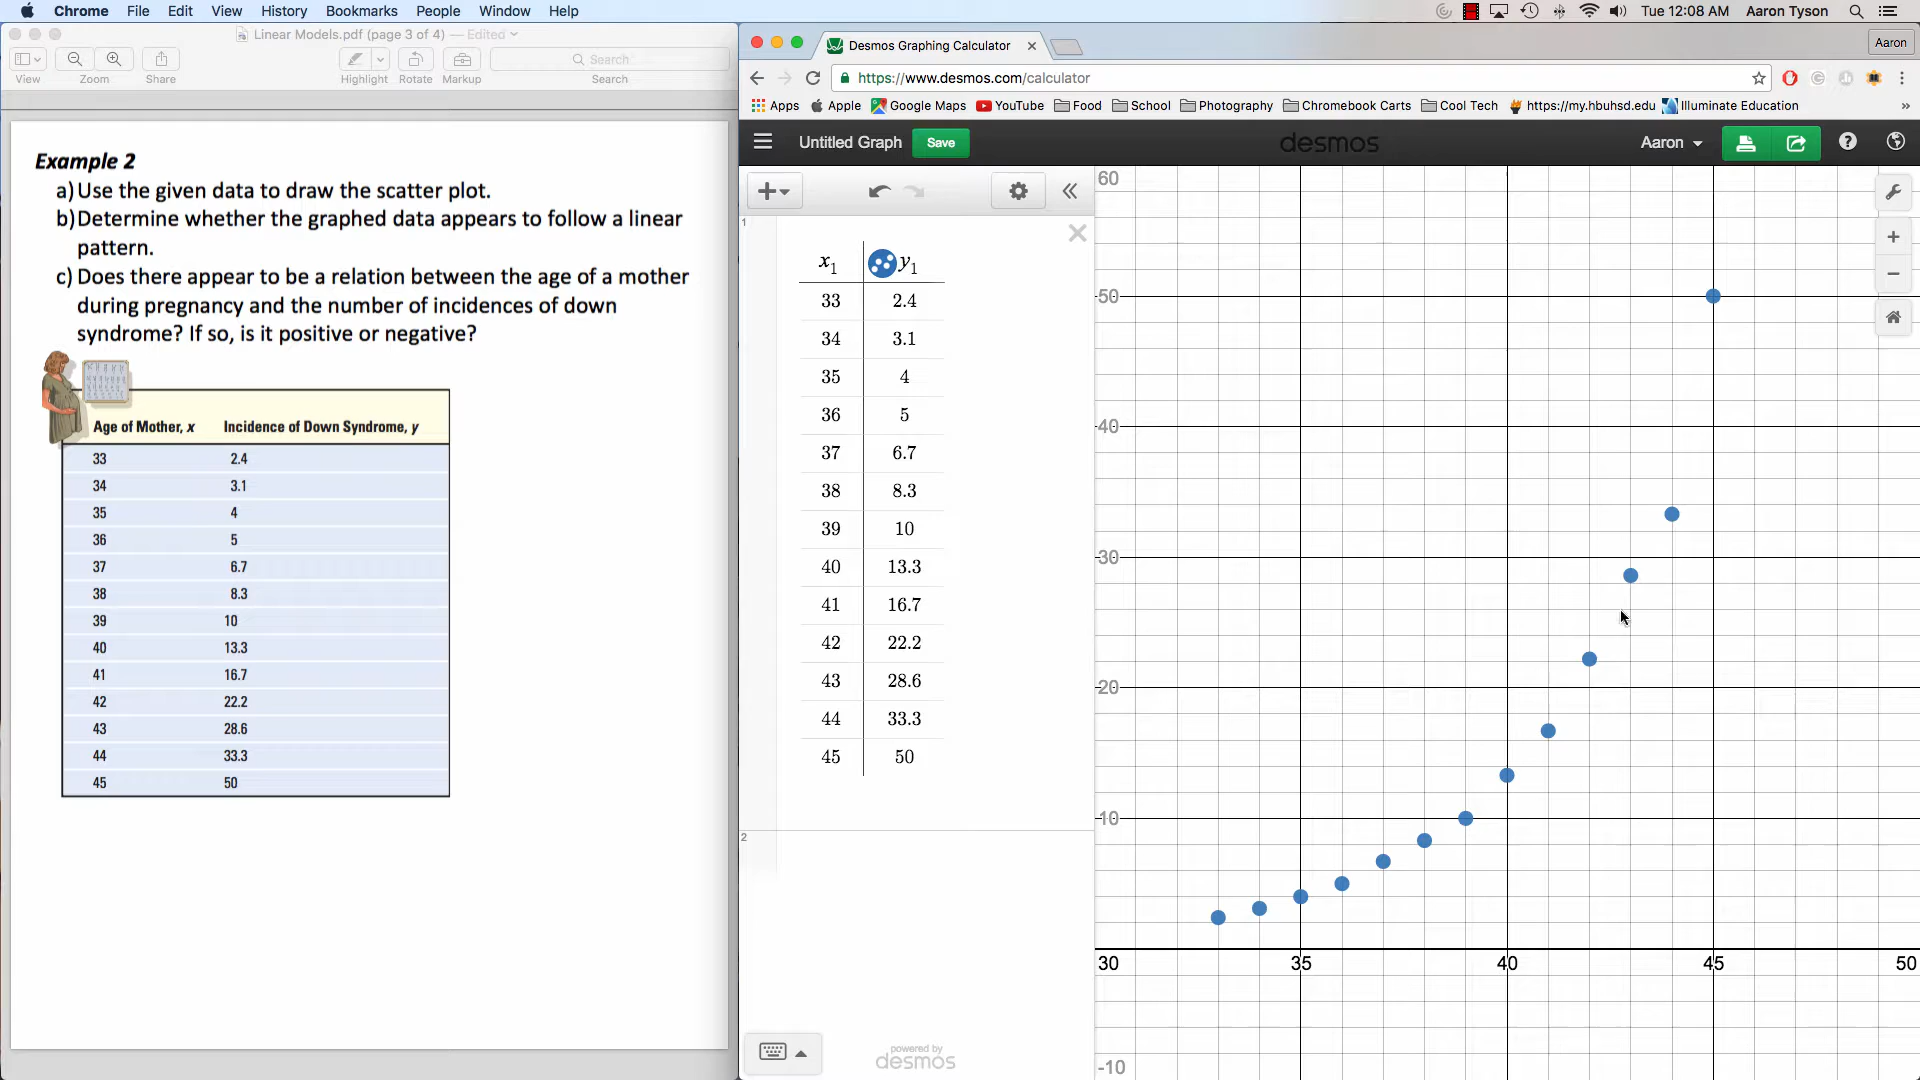 Chrome File Edit View History Bookmarks People Window Help Tue 12:08 AM Aaron Tyson
Linear Models.pdf (page 3 of 4) — Edited
View Zoom Share Highlight Rotate Markup Search
Search
Example 2
a) Use the given data to draw the scatter plot.
b) Determine whether the graphed data appears to follow a linear
pattern.
c) Does there appear to be a relation between the age of a mother
during pregnancy and the number of incidences of down
syndrome? If so, is it positive or negative?
Age of Mother, x Incidence of Down Syndrome, y
33 2.4
34 3.1
35 4
36 5
37 6.7
38 8.3
39 10
40 13.3
41 16.7
42 22.2
43 28.6
44 33.3
45 50
Desmos Graphing Calculator Aaron
https://www.desmos.com/calculator
Apps Apple Google Maps YouTube Food School Photography Chromebook Carts Cool Tech https://my.hbuhsd.edu Illuminate Education »
Untitled Graph Save desmos Aaron ?
1
x1 y1
33 2.4
34 3.1
35 4
36 5
37 6.7
38 8.3
39 10
40 13.3
41 16.7
42 22.2
43 28.6
44 33.3
45 50
2
powered by
desmos
60
50
40
30
20
10
30 35 40 45 50
-10